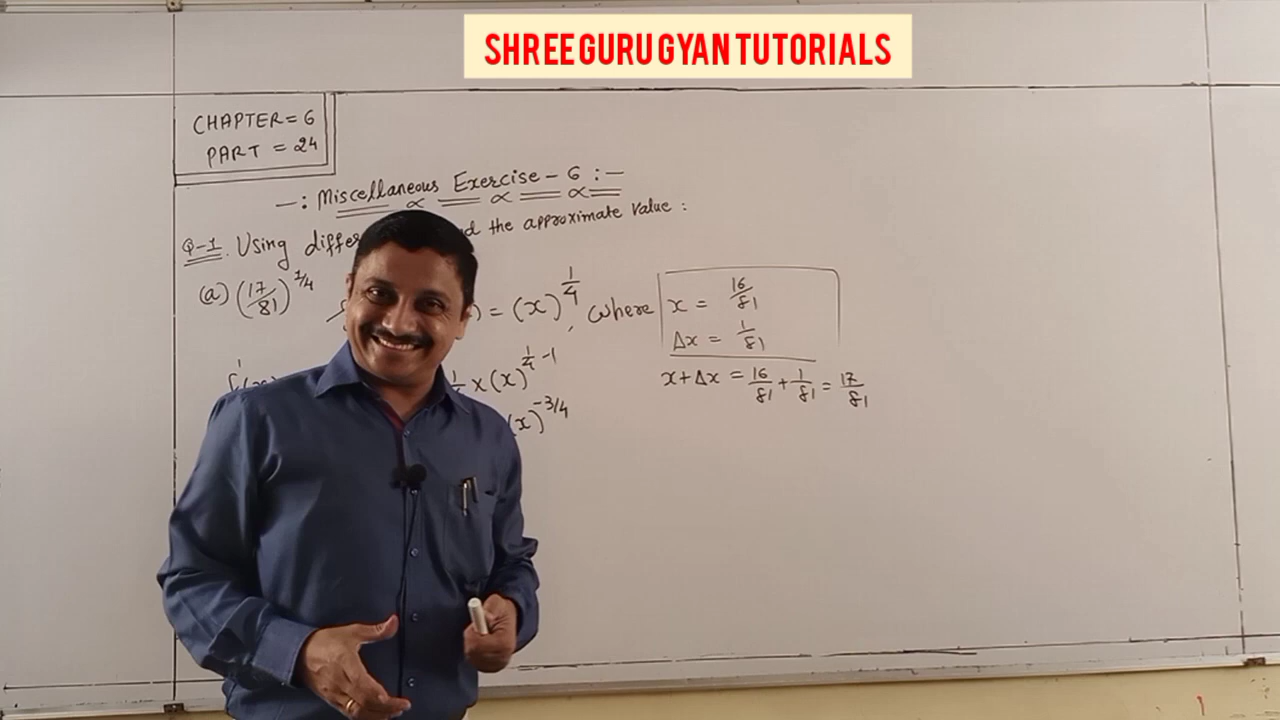 SHREE GURU GYAN TUTORIALS
CHAPTER = 6
PART = 24
—: Miscellaneous Exercise - 6 :—
Q-1. Using the approximate value :
(a) (17/81)^1/4 = (x)^1/4, where x = 16/81
Δx = 1/81
x (x)^1/4 -1
x+Δx = 16/81 + 1/81 = 17/81
(x)^-3/4